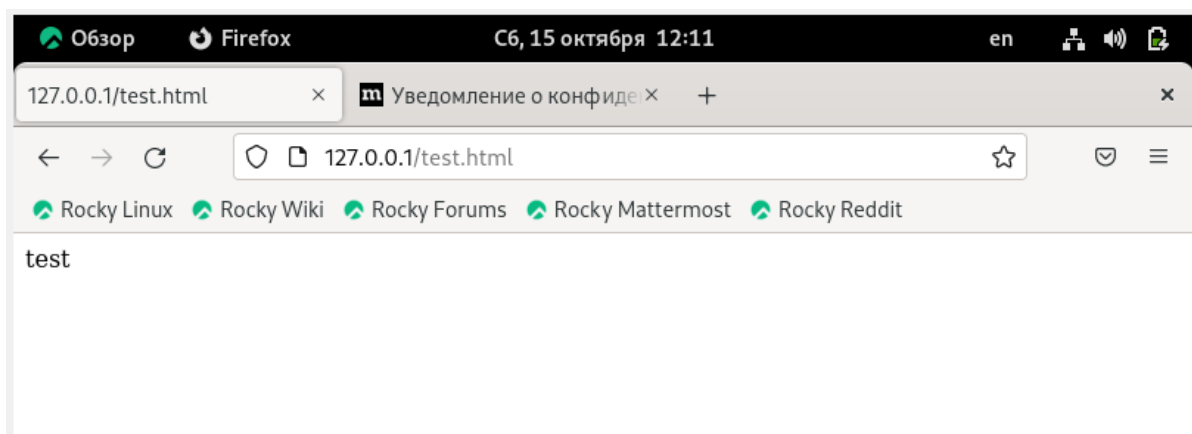 Обзор Firefox Сб, 15 октября 12:11 en
127.0.0.1/test.html m Уведомление о конфиде
127.0.0.1/test.html
Rocky Linux Rocky Wiki Rocky Forums Rocky Mattermost Rocky Reddit
test